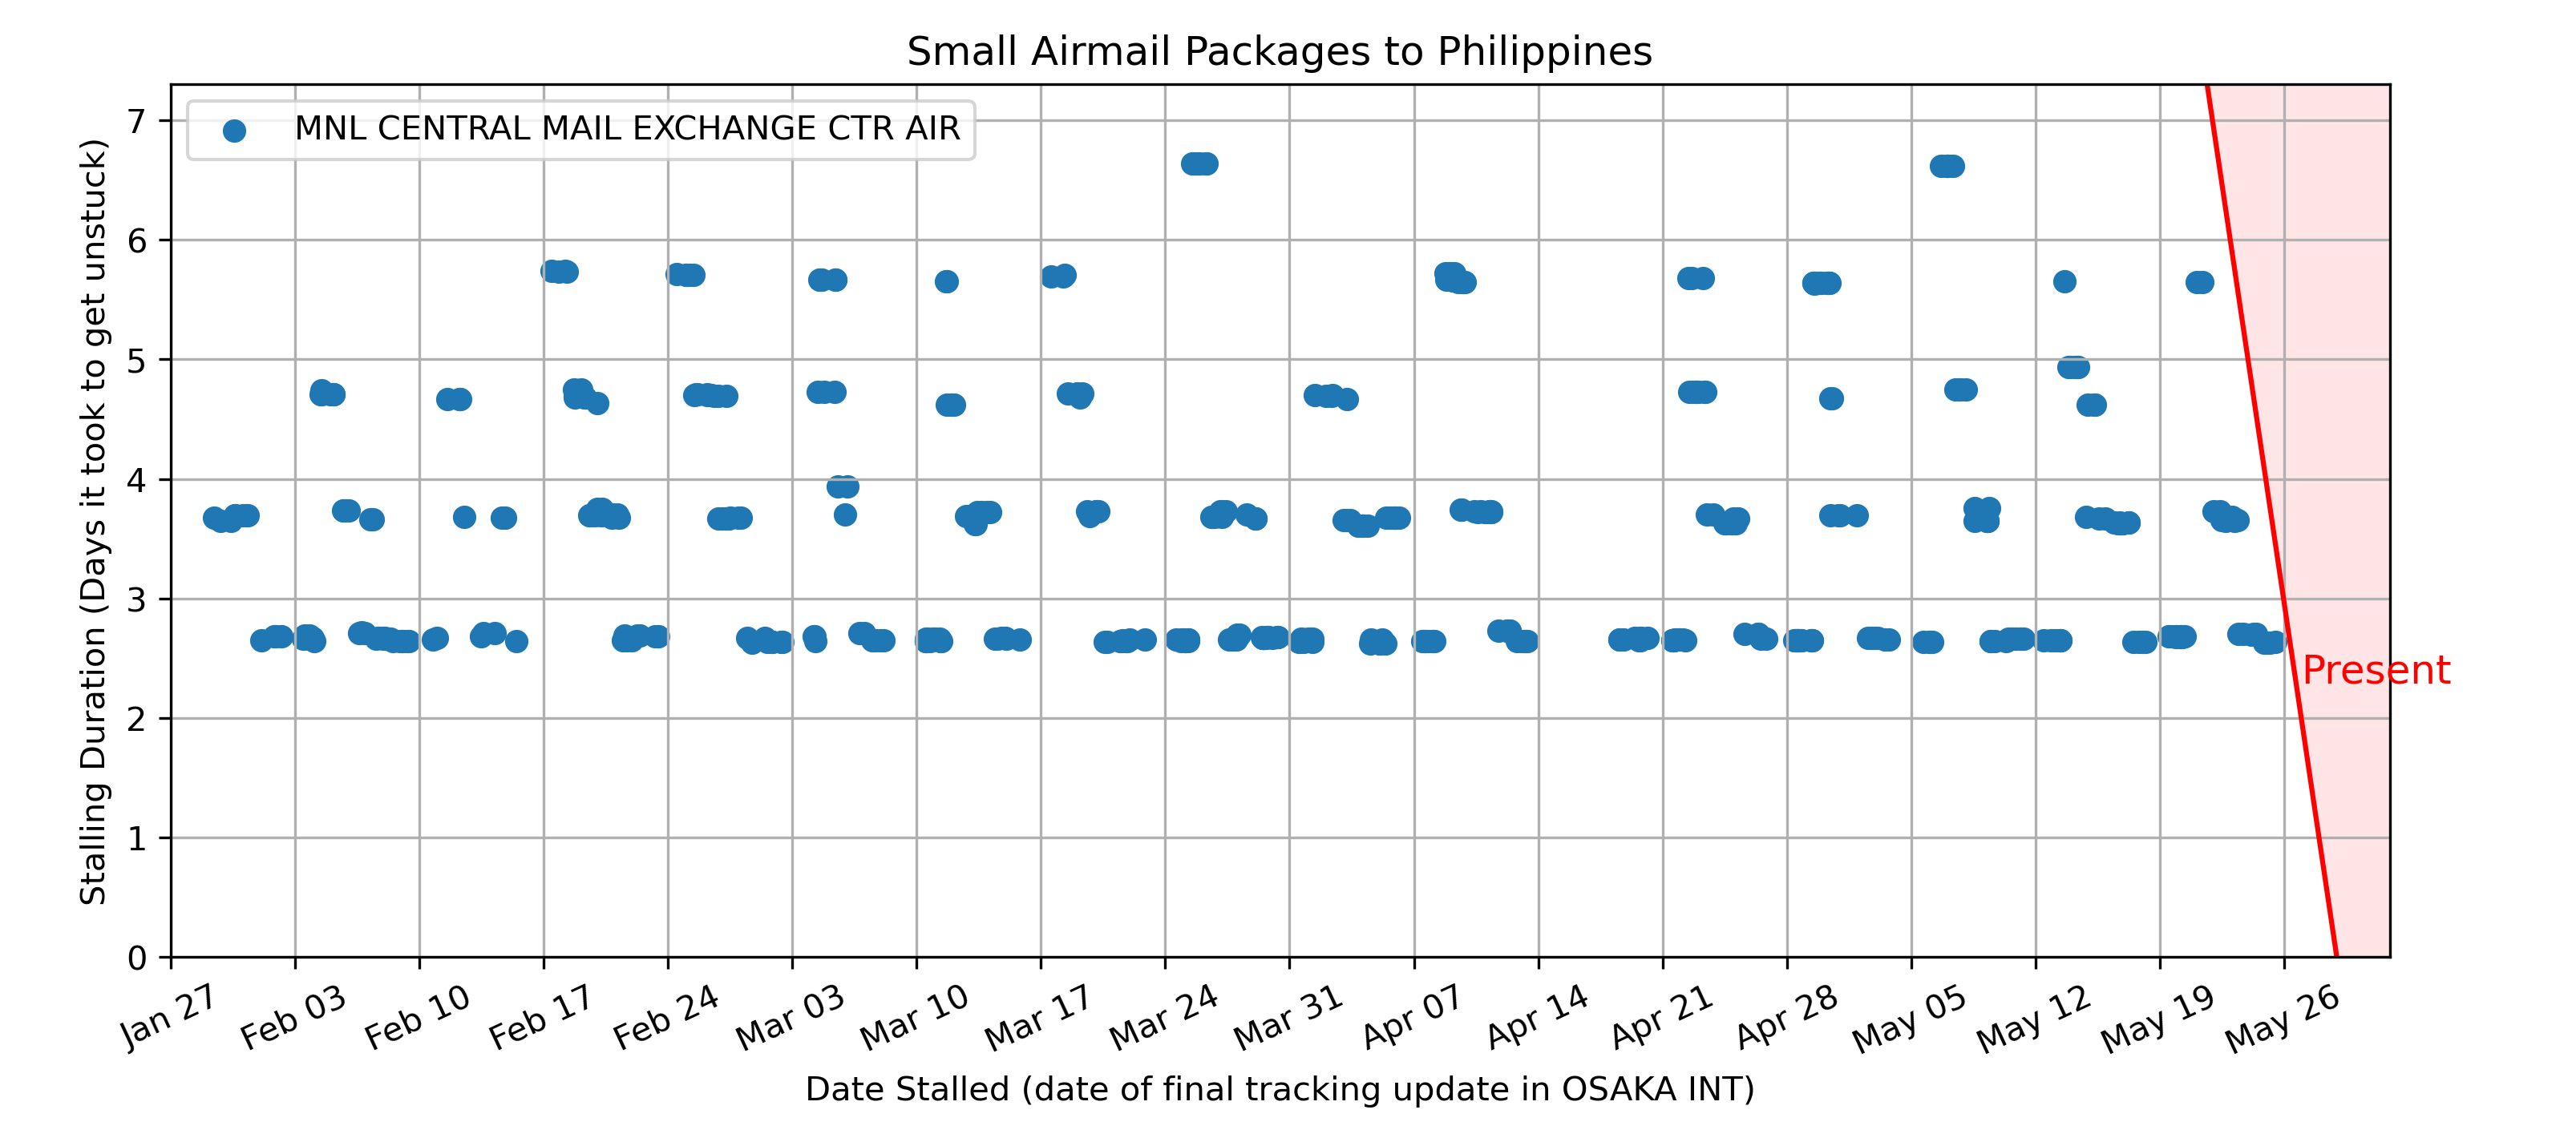 Small Airmail Packages to Philippines
MNL CENTRAL MAIL EXCHANGE CTR AIR
Stalling Duration (Days it took to get unstuck)
7
6
5
4
3
2
1
0
Present
Jan 27
Feb 03
Feb 10
Feb 17
Feb 24
Mar 03
Mar 10
Mar 17
Mar 24
Mar 31
Apr 07
Apr 14
Apr 21
Apr 28
May 05
May 12
May 19
May 26
Date Stalled (date of final tracking update in OSAKA INT)